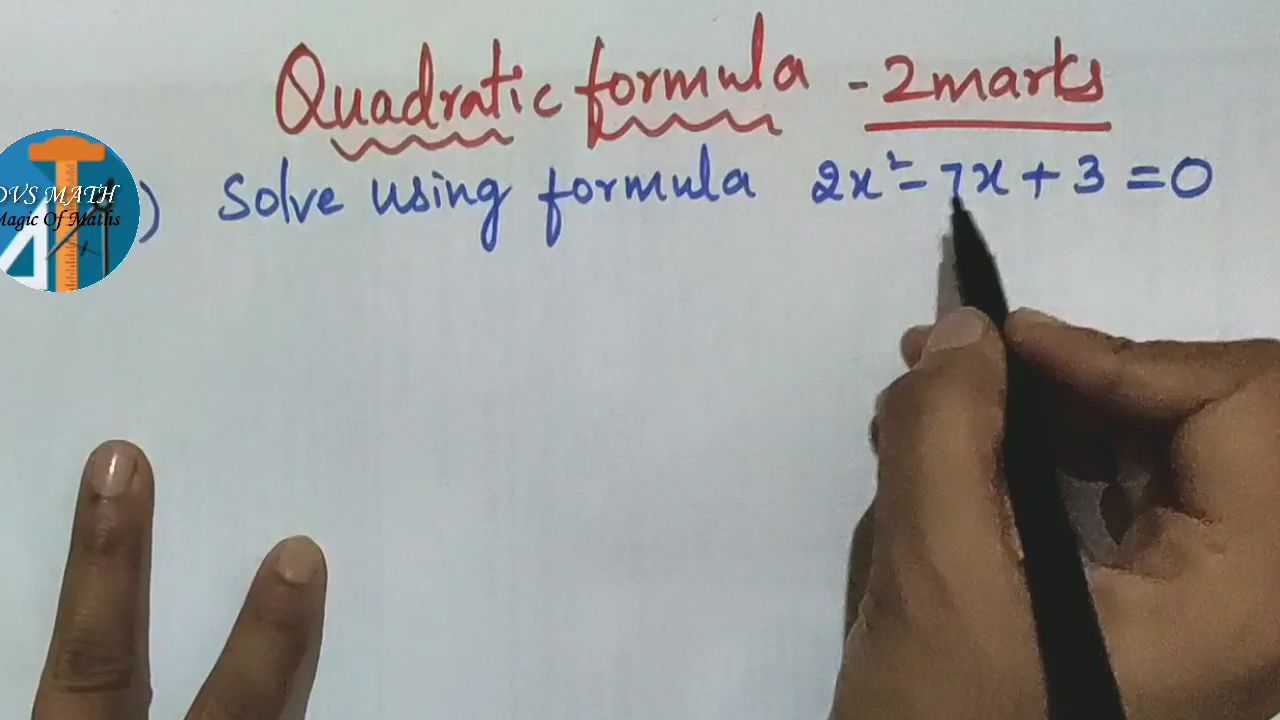 Quadratic formula - 2marks
) Solve using formula 2x² - 7x + 3 = 0
DVS MATH
Magic Of Maths